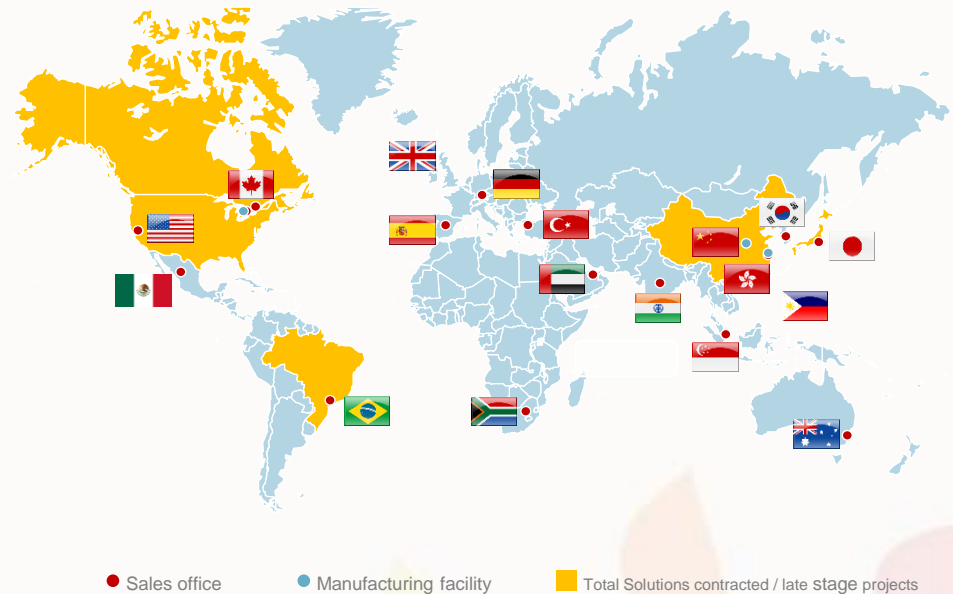 Sales office
Manufacturing facility
Total Solutions contracted / late stage projects